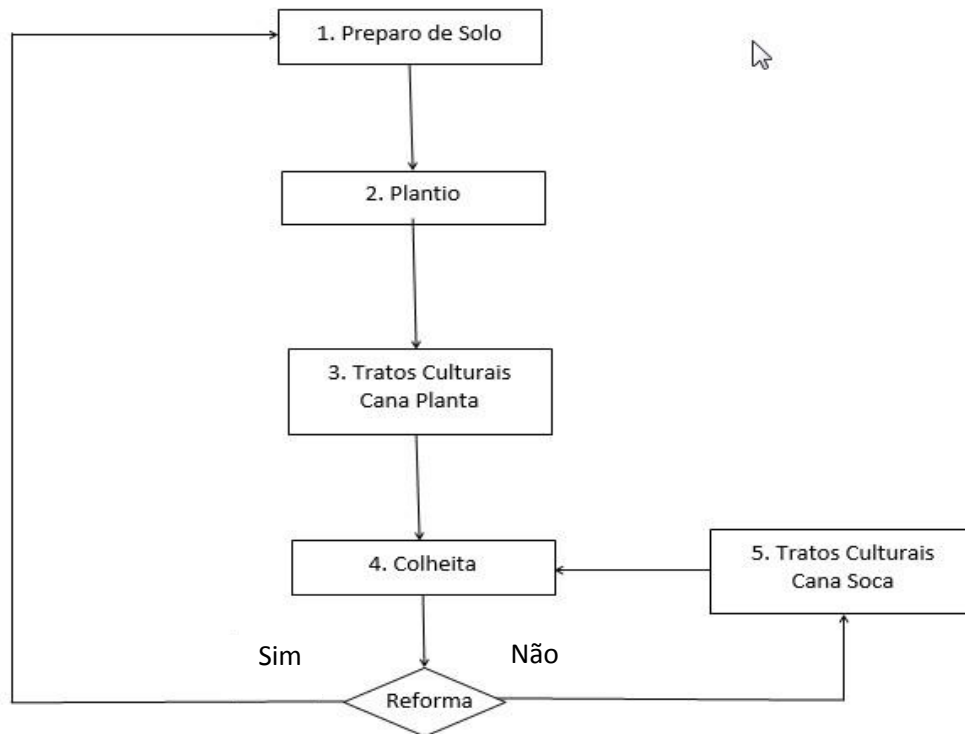 1. Preparo de Solo
2. Plantio
3. Tratos Culturais
Cana Planta
4. Colheita
5. Tratos Culturais
Cana Soca
Sim
Não
Reforma